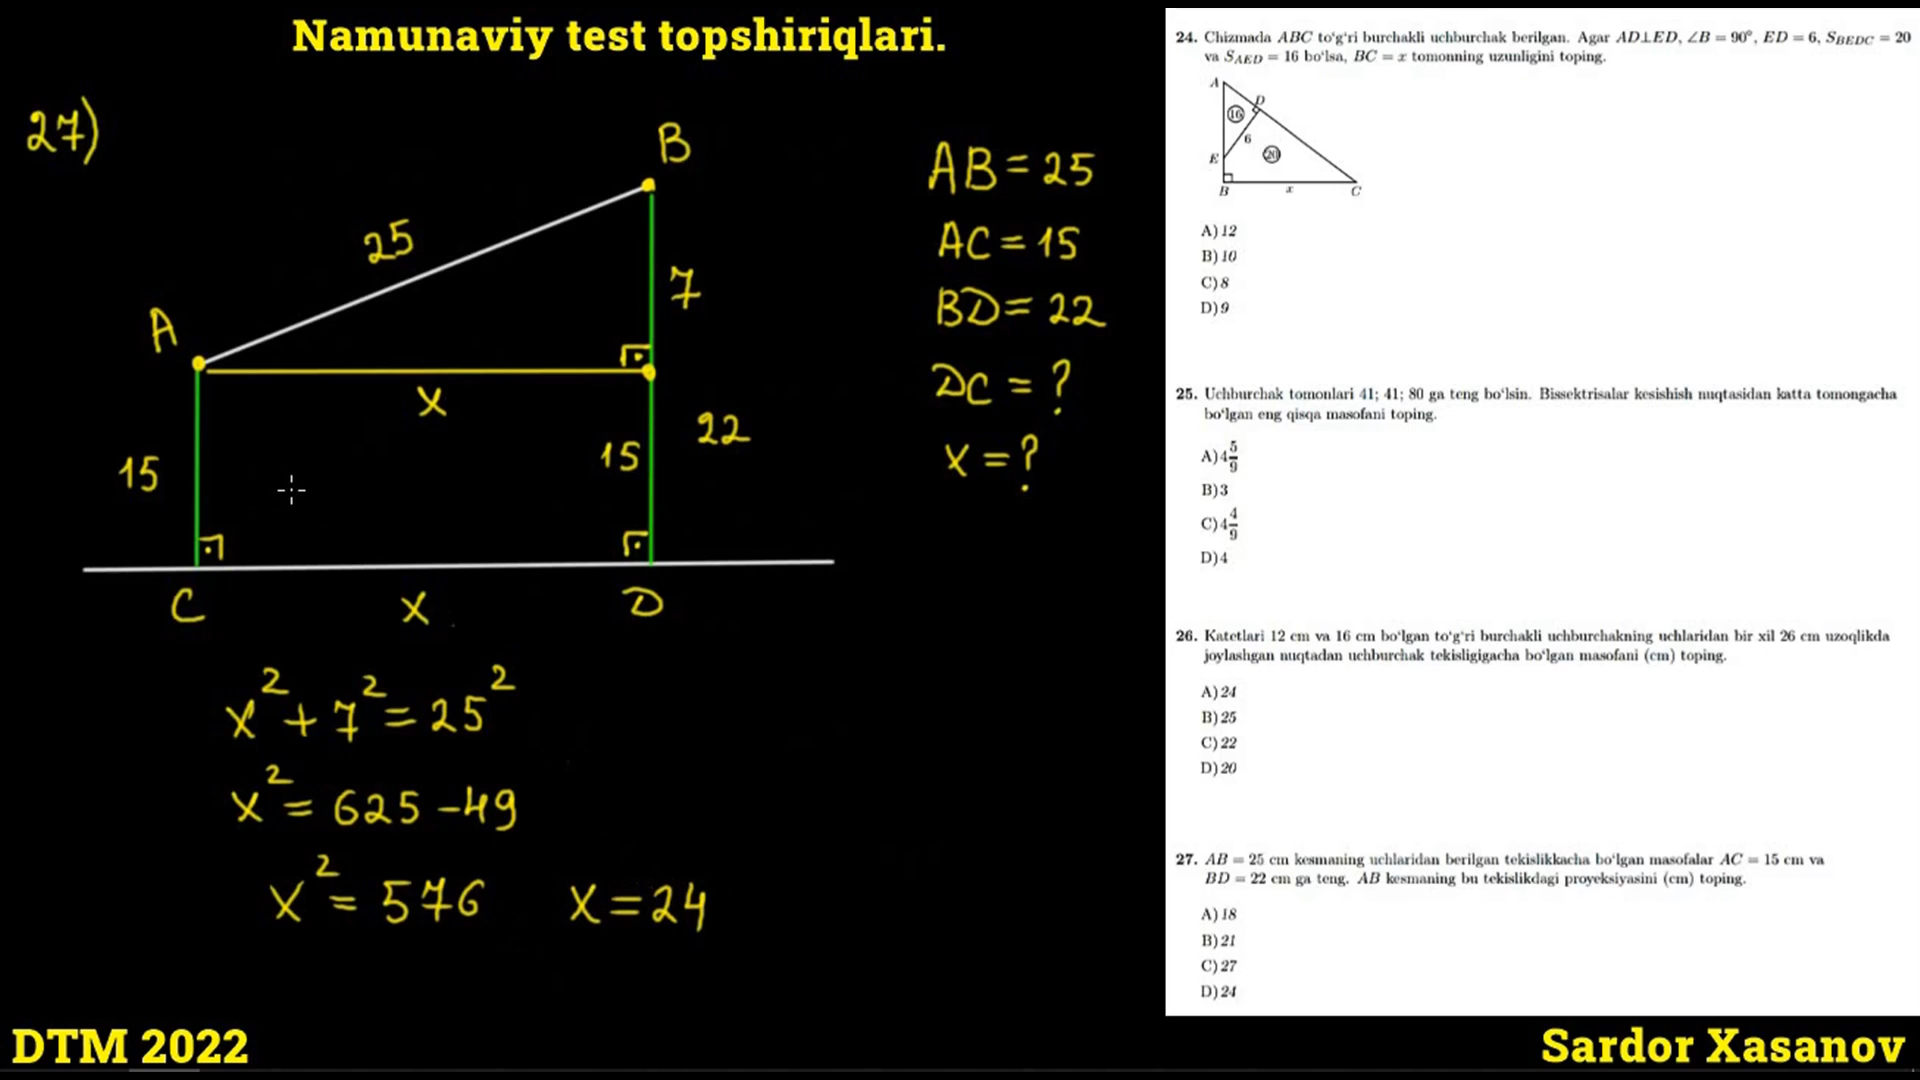 Namunaviy test topshiriqlari.
27)
B
25
7
A
X
15
15
22
C
X
D
AB = 25
AC = 15
BD = 22
DC = ?
X = ?
x² + 7² = 25²
x² = 625 - 49
x² = 576 x = 24
24. Chizmada ABC to'g'ri burchakli uchburchak berilgan. Agar AD⊥ED, ∠B = 90°, ED = 6, S_BEDC = 20
va S_AED = 16 bo'lsa, BC = x tomonning uzunligini toping.
A
D
16
6
E
20
B
x
C
A) 12
B) 10
C) 8
D) 9
25. Uchburchak tomonlari 41; 41; 80 ga teng bo'lsin. Bissektrisalar kesishish nuqtasidan katta tomongacha
bo'lgan eng qisqa masofani toping.
A) 4 5/9
B) 3
C) 4 4/9
D) 4
26. Katetlari 12 cm va 16 cm bo'lgan to'g'ri burchakli uchburchakning uchlaridan bir xil 26 cm uzoqlikda
joylashgan nuqtadan uchburchak tekisligigacha bo'lgan masofani (cm) toping.
A) 24
B) 25
C) 22
D) 20
27. AB = 25 cm kesmaning uchlaridan berilgan tekislikkacha bo'lgan masofalar AC = 15 cm va
BD = 22 cm ga teng. AB kesmaning bu tekislikdagi proyeksiyasini (cm) toping.
A) 18
B) 21
C) 27
D) 24
DTM 2022
Sardor Xasanov